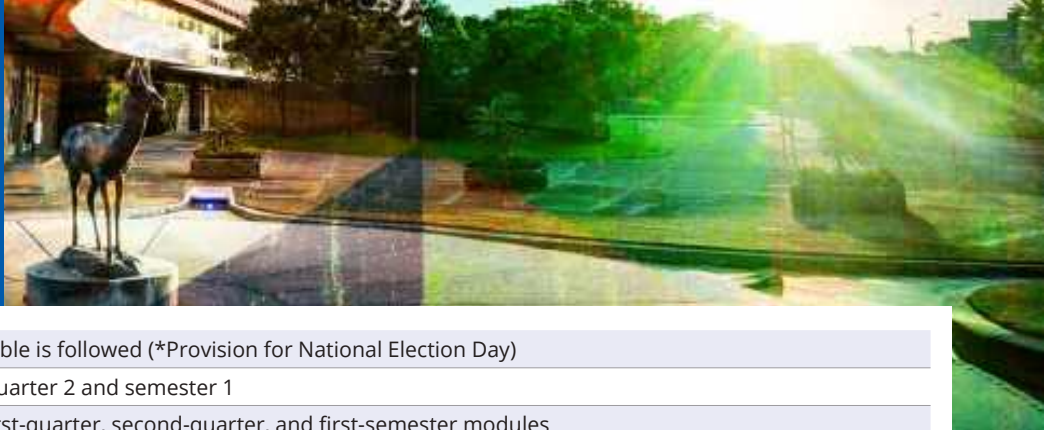 ble is followed (*Provision for National Election Day)
uarter 2 and semester 1
rst-quarter, second-quarter, and first-semester modules